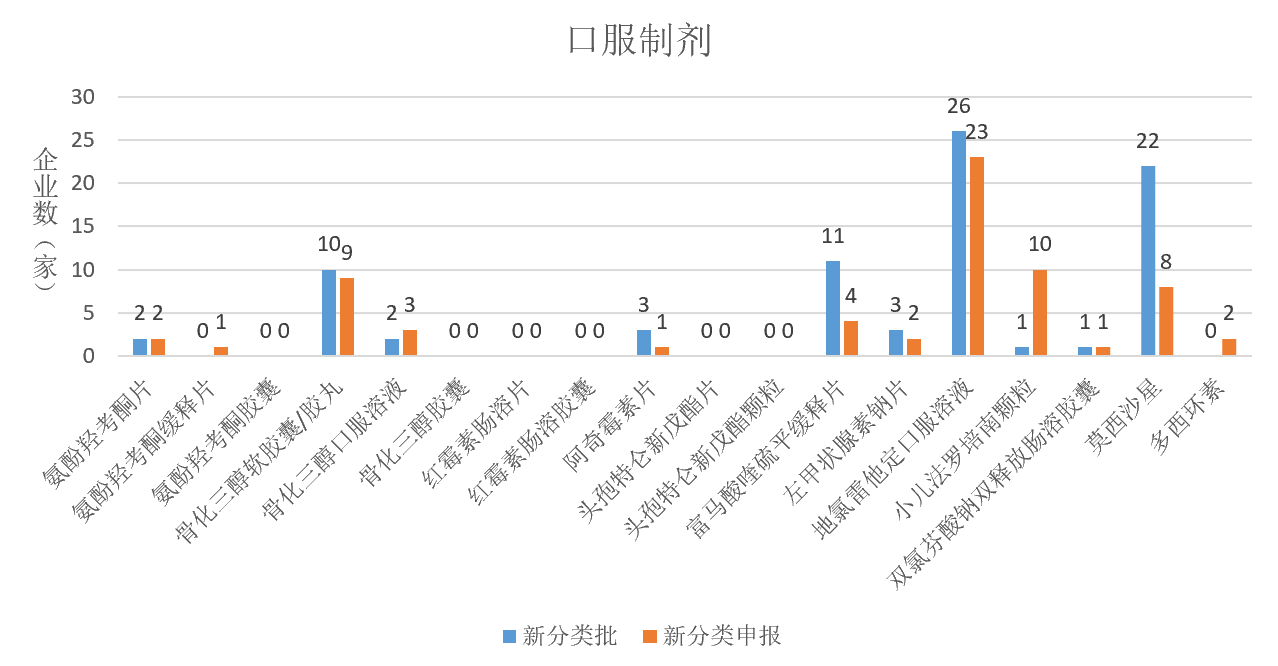 口服制剂
企业数（家）
30
25
20
15
10
5
0
2 2
0 1
0 0
10 9
2 3
0 0
0 0
0 0
3 1
0 0
0 0
11 4
3 2
26 23
1 10
1 1
22 8
0 2
氨酚羟考酮片
氨酚羟考酮缓释片
氨酚羟考酮胶囊
骨化三醇软胶囊/胶丸
骨化三醇口服溶液
骨化三醇胶囊
红霉素肠溶片
红霉素肠溶胶囊
阿奇霉素片
头孢特仑新戊酯片
头孢特仑新戊酯颗粒
富马酸喹硫平缓释片
左甲状腺素钠片
地氯雷他定口服溶液
小儿法罗培南颗粒
双氯芬酸钠双释放肠溶胶囊
莫西沙星
多西环素
新分类批
新分类申报